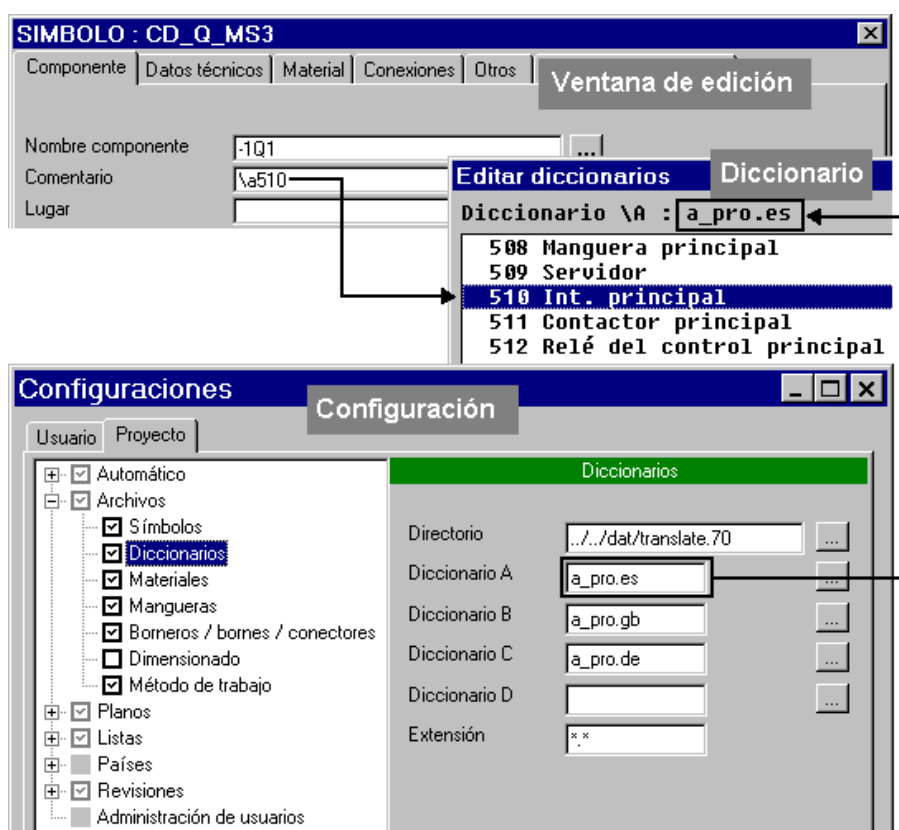 SIMBOLO : CD_Q_MS3
Componente Datos técnicos Material Conexiones Otros
Ventana de edición
Nombre componente -1Q1 ...
Comentario \a510
Lugar
Editar diccionarios Diccionario
Diccionario \A : a_pro.es
508 Manguera principal
509 Servidor
510 Int. principal
511 Contactor principal
512 Relé del control principal
Configuraciones
Configuración
Usuario Proyecto
Automático
Archivos
Símbolos
Diccionarios
Materiales
Mangueras
Borneros / bornes / conectores
Dimensionado
Método de trabajo
Planos
Listas
Países
Revisiones
Administración de usuarios
Diccionarios
Directorio ../../dat/translate.70 ...
Diccionario A a_pro.es ...
Diccionario B a_pro.gb ...
Diccionario C a_pro.de ...
Diccionario D ...
Extensión *.*